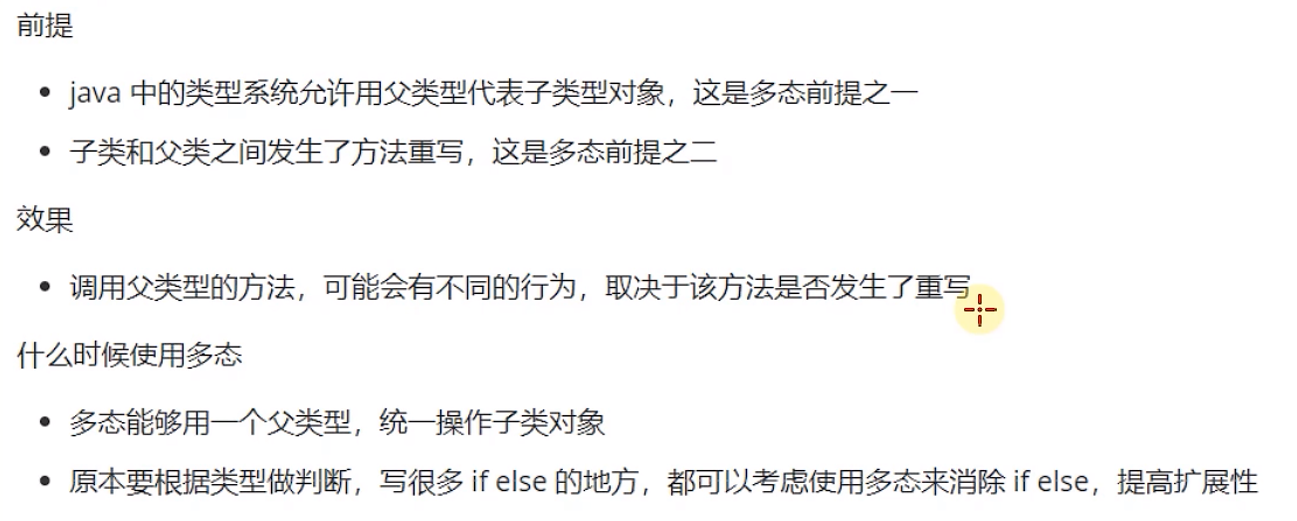 前提
java 中的类型系统允许用父类型代表子类型对象，这是多态前提之一
子类和父类之间发生了方法重写，这是多态前提之二
效果
调用父类型的方法，可能会有不同的行为，取决于该方法是否发生了重写
什么时候使用多态
多态能够用一个父类型，统一操作子类对象
原本要根据类型做判断，写很多 if else 的地方，都可以考虑使用多态来消除 if else，提高扩展性